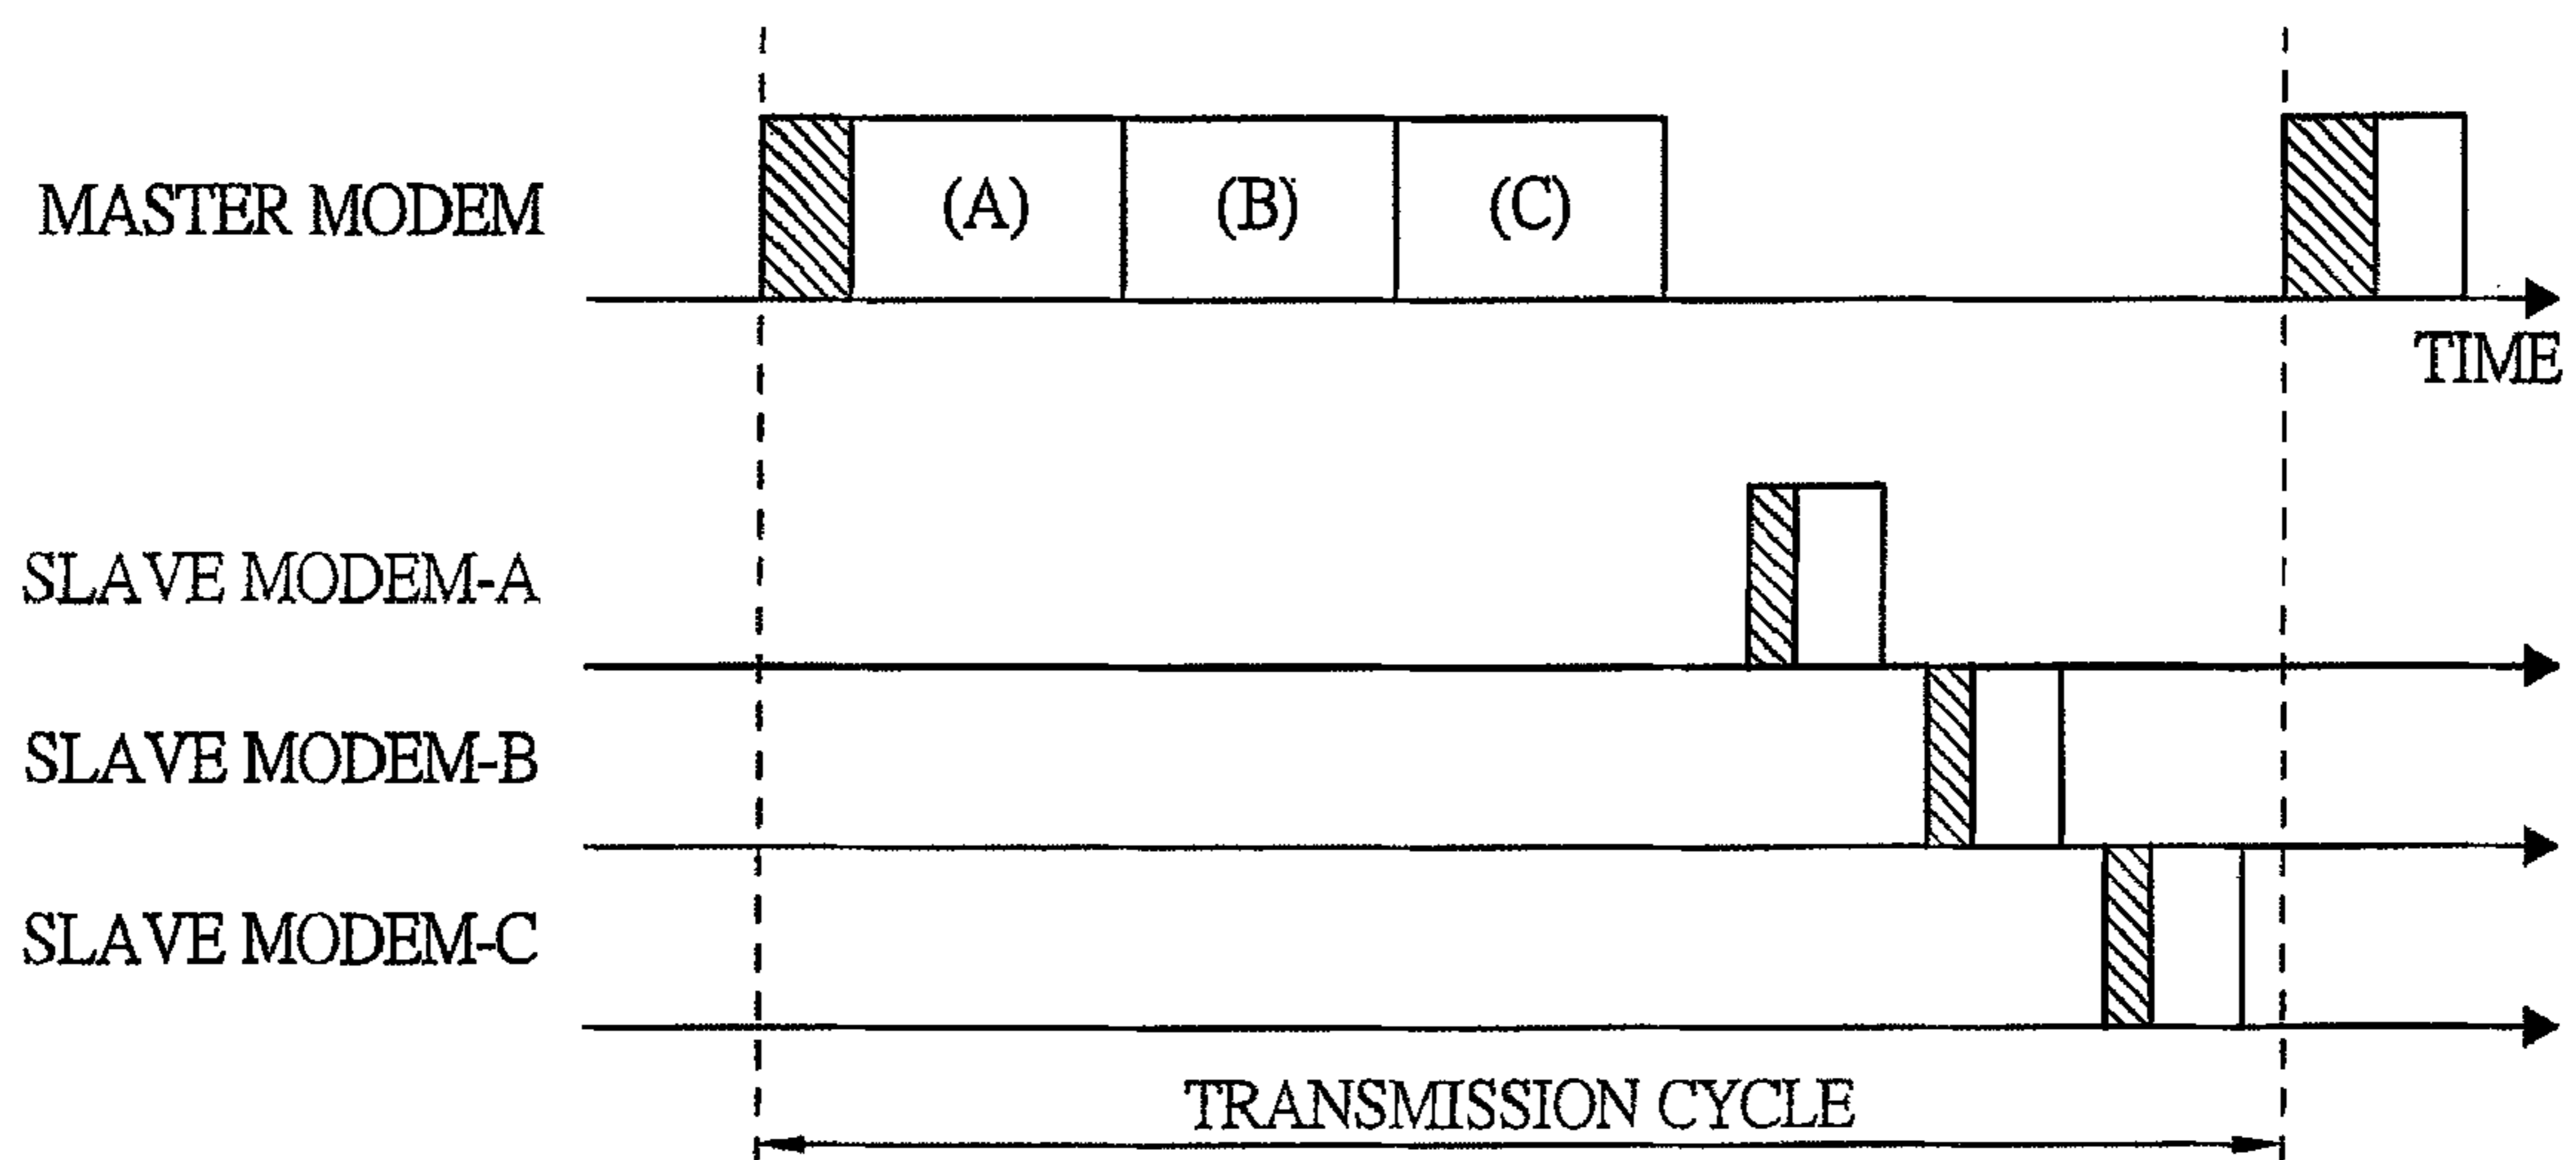 MASTER MODEM
(A)
(B)
(C)
TIME
SLAVE MODEM-A
SLAVE MODEM-B
SLAVE MODEM-C
TRANSMISSION CYCLE